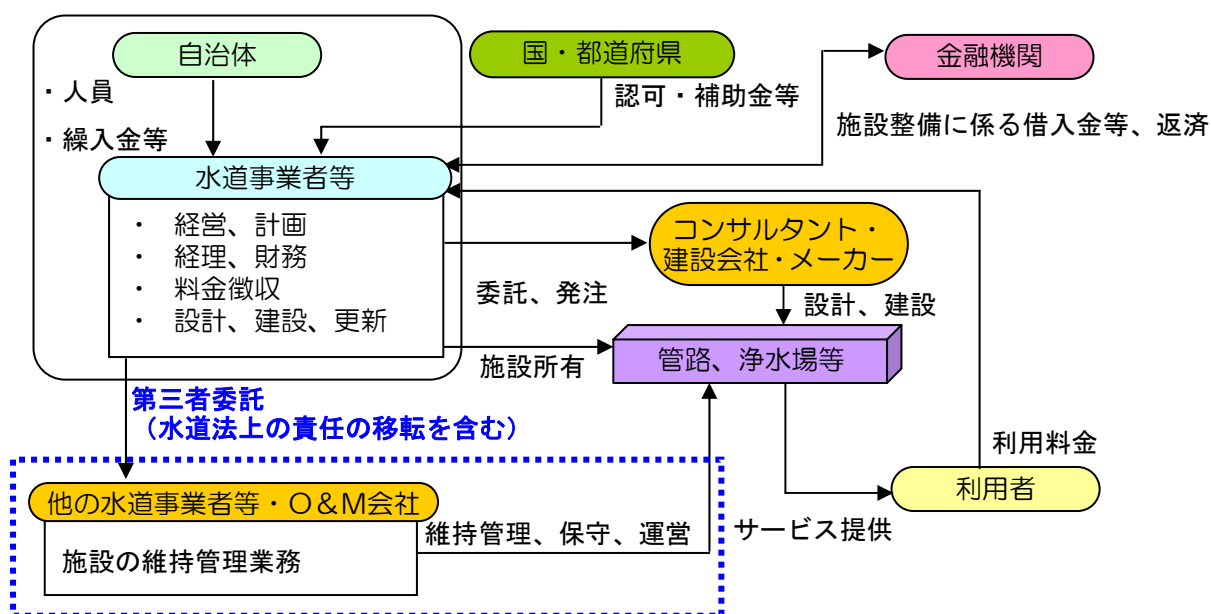 自治体
国・都道府県
金融機関
・人員
・繰入金等
認可・補助金等
施設整備に係る借入金等、返済
水道事業者等
・ 経営、計画
・ 経理、財務
・ 料金徴収
・ 設計、建設、更新
コンサルタント・
建設会社・メーカー
委託、発注
設計、建設
施設所有
管路、浄水場等
第三者委託
（水道法上の責任の移転を含む）
利用料金
利用者
他の水道事業者等・O＆M会社
施設の維持管理業務
維持管理、保守、運営
サービス提供